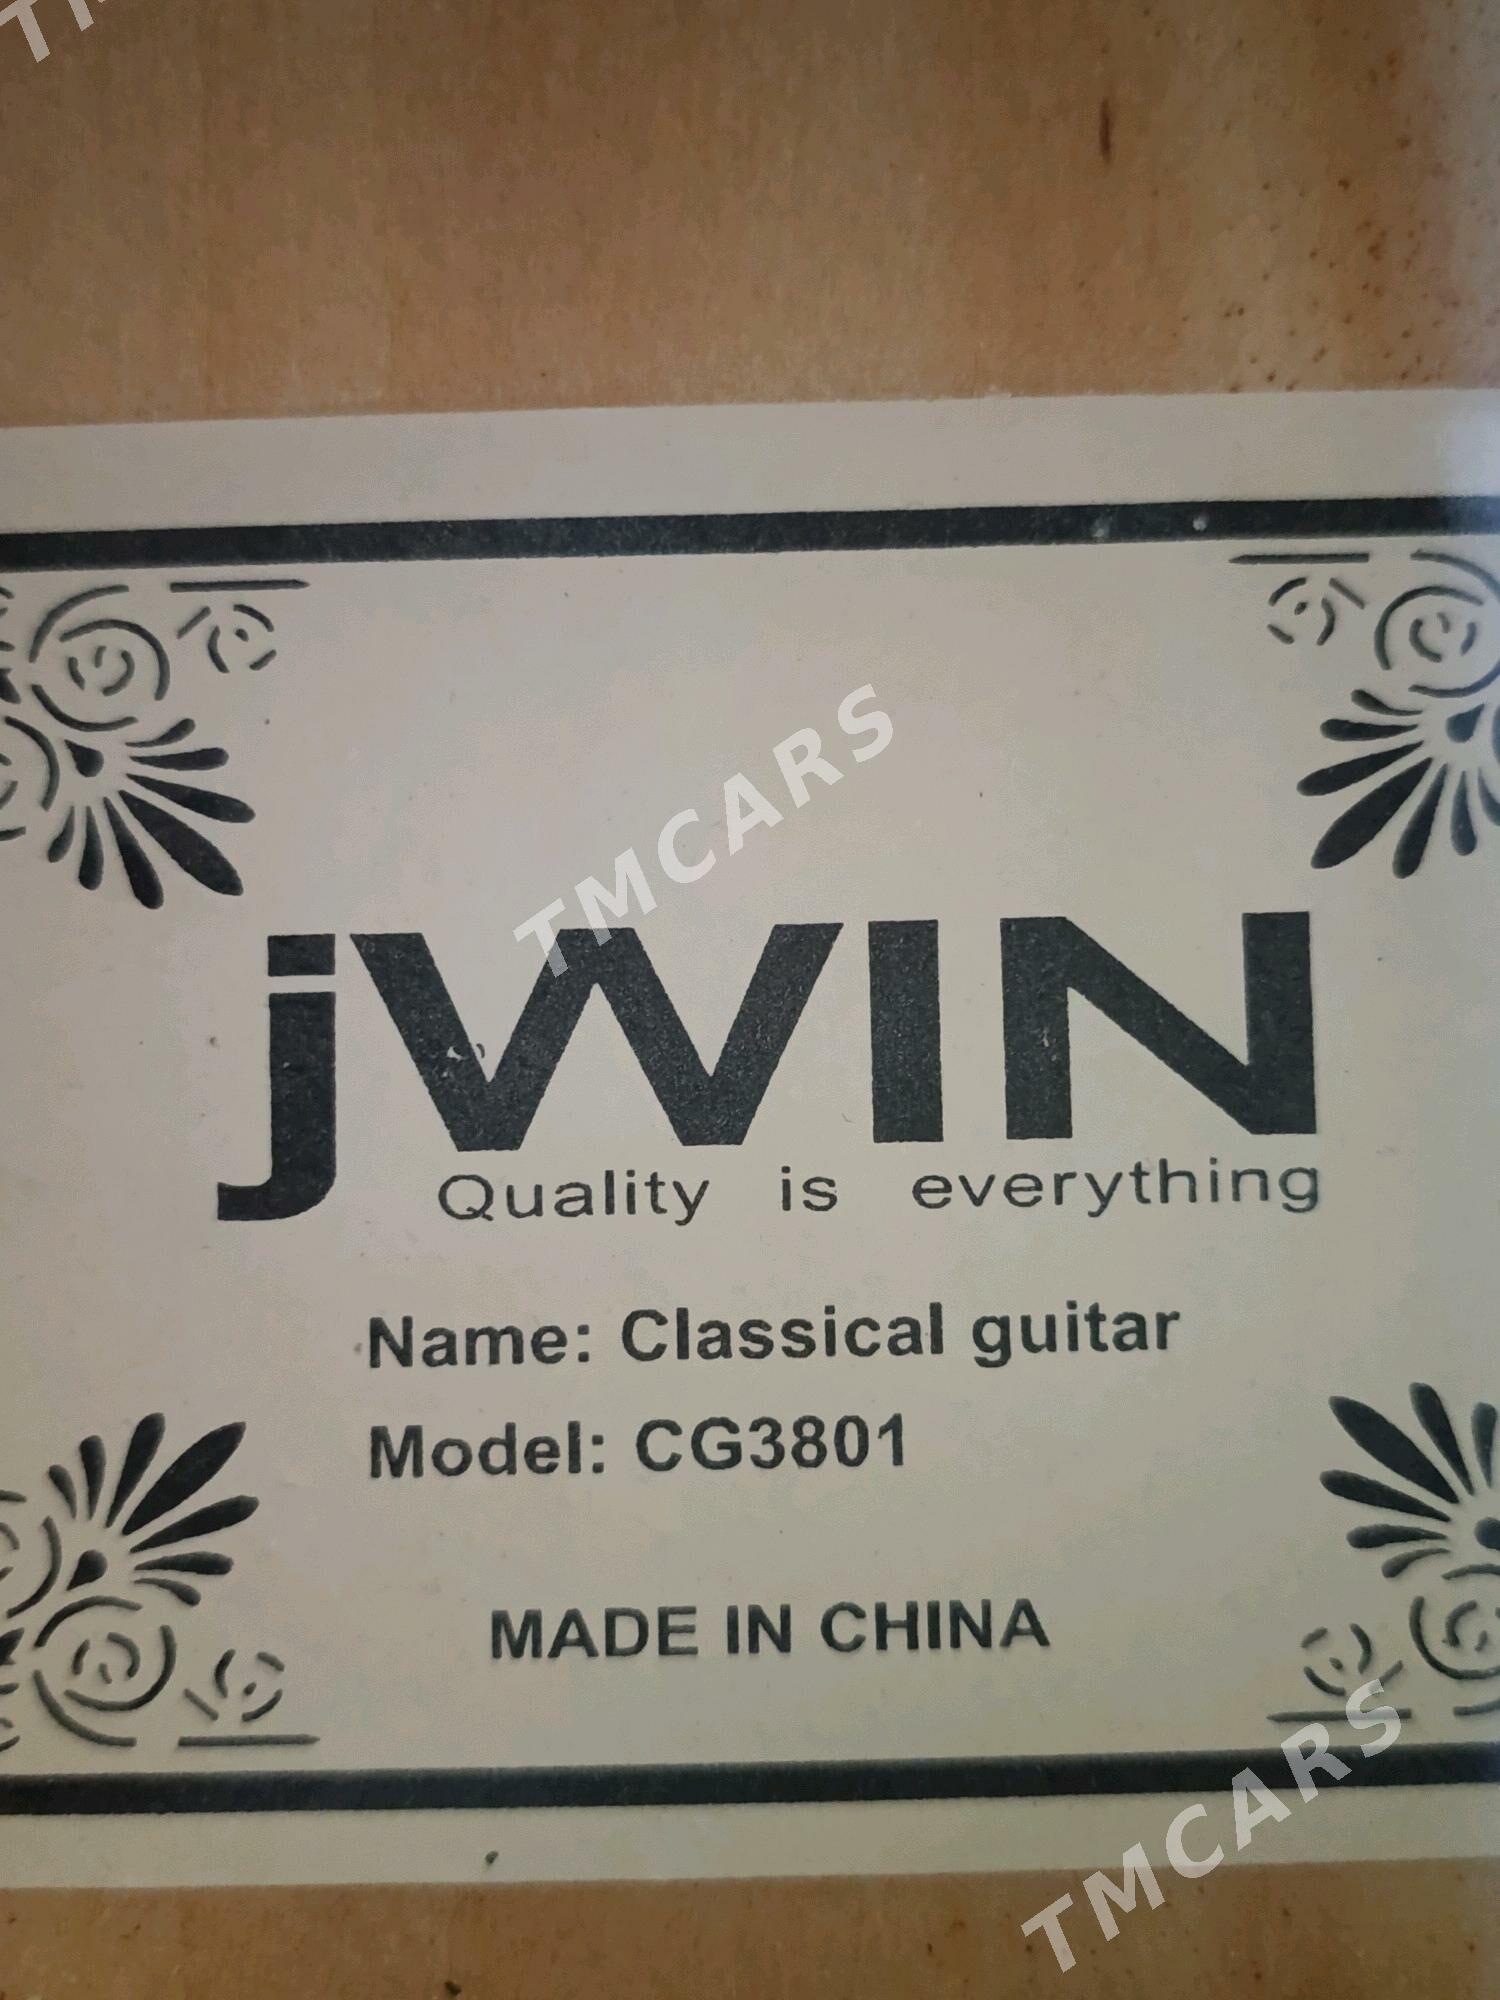 TMCARS
jWIN
Quality is everything
Name: Classical guitar
Model: CG3801
MADE IN CHINA
TMCARS